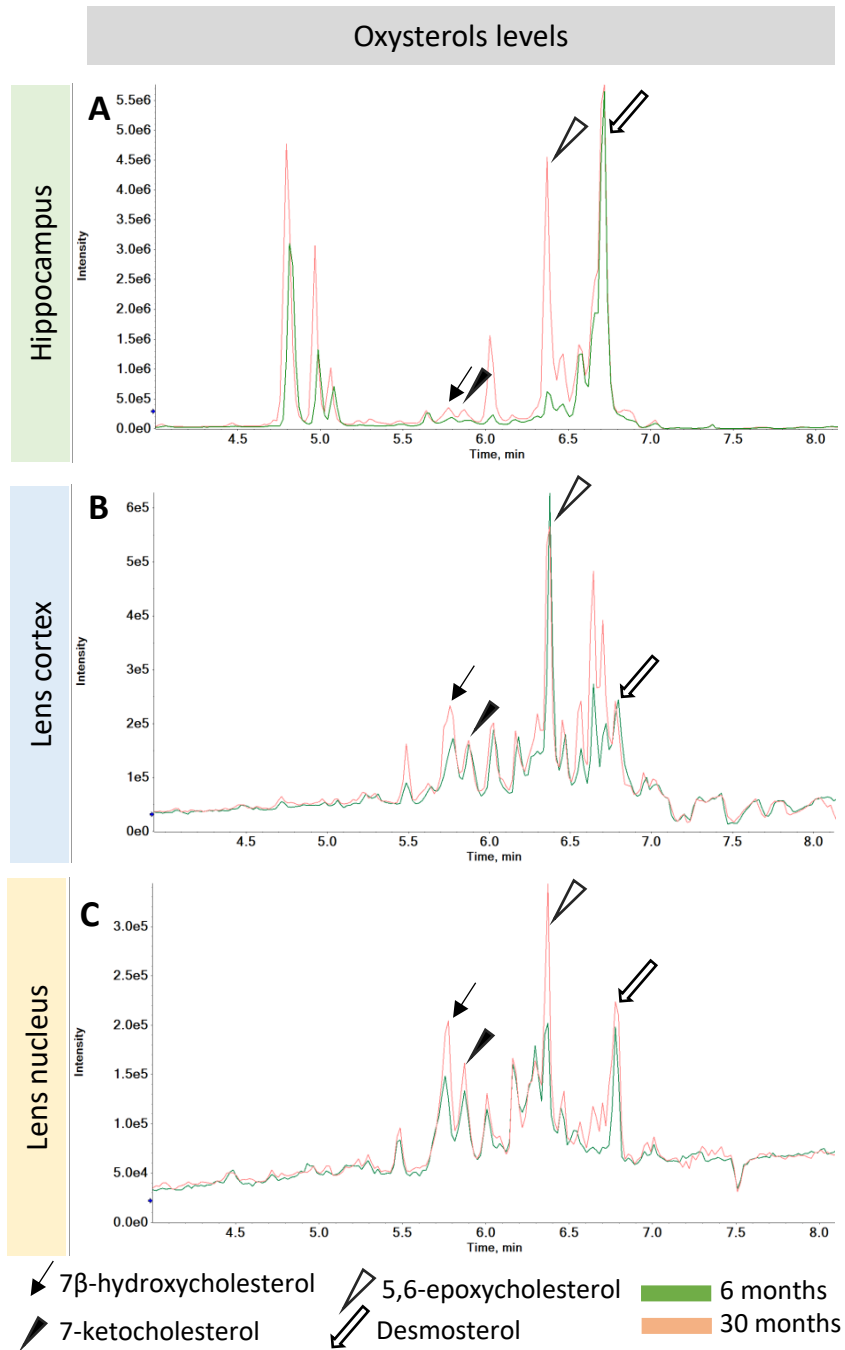 Oxysterols levels
Hippocampus
A
Intensity
5.5e6
5.0e6
4.5e6
4.0e6
3.5e6
3.0e6
2.5e6
2.0e6
1.5e6
1.0e6
5.0e5
0.0e0
4.5 5.0 5.5 6.0 6.5 7.0 7.5 8.0
Time, min
Lens cortex
B
Intensity
6e5
5e5
4e5
3e5
2e5
1e5
0e0
4.5 5.0 5.5 6.0 6.5 7.0 7.5 8.0
Time, min
Lens nucleus
C
Intensity
3.0e5
2.5e5
2.0e5
1.5e5
1.0e5
5.0e4
0.0e0
4.5 5.0 5.5 6.0 6.5 7.0 7.5 8.0
Time, min
7β-hydroxycholesterol 5,6-epoxycholesterol 6 months
7-ketocholesterol Desmosterol 30 months